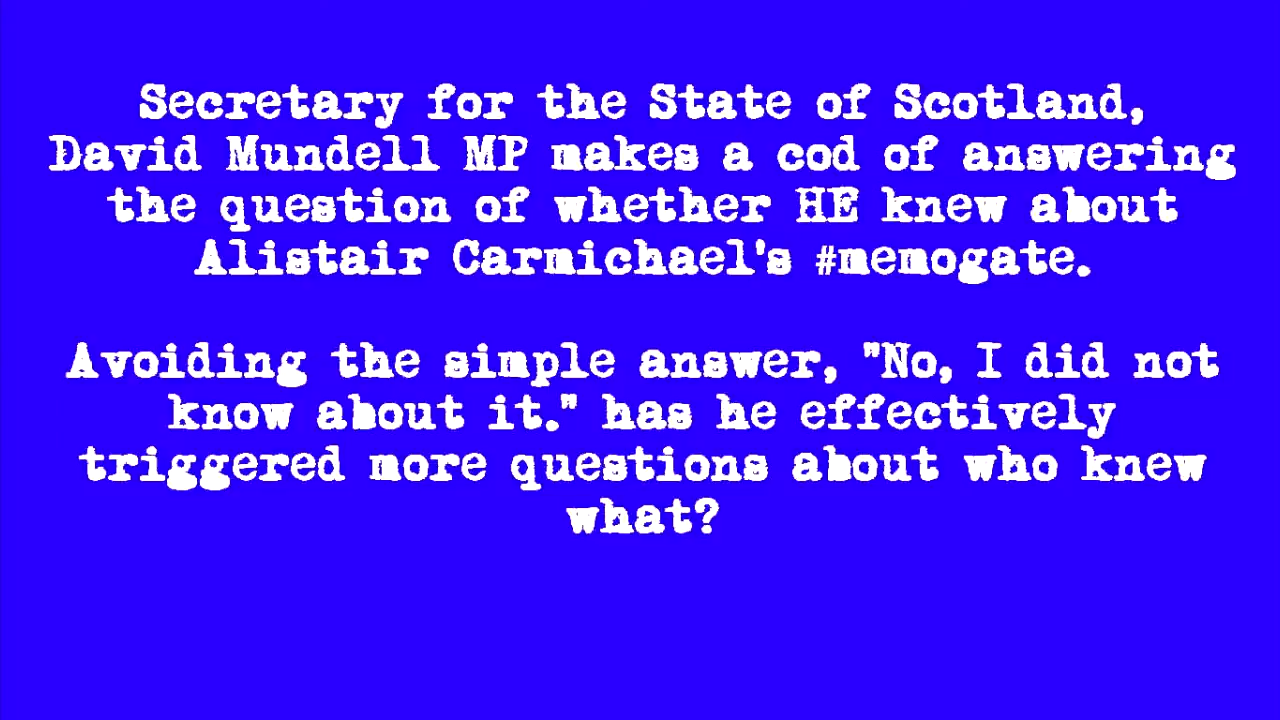 Secretary for the State of Scotland,
David Mundell MP makes a cod of answering
the question of whether HE knew about
Alistair Carmichael's #memogate.
Avoiding the simple answer, "No, I did not
know about it." has he effectively
triggered more questions about who knew
what?